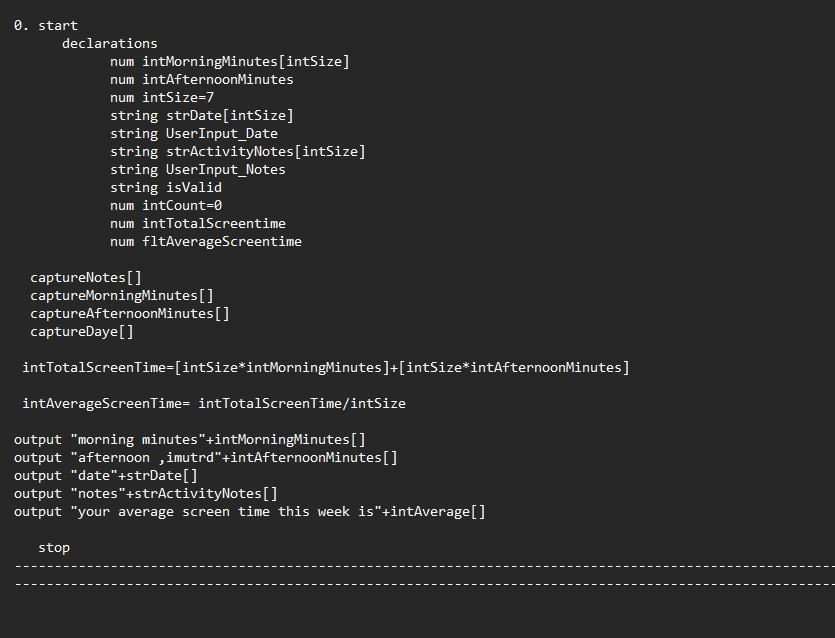 0. start
declarations
num intMorningMinutes[intSize]
num intAfternoonMinutes
num intSize=7
string strDate[intSize]
string UserInput_Date
string strActivityNotes[intSize]
string UserInput_Notes
string isValid
num intCount=0
num intTotalScreentime
num fltAverageScreentime
captureNotes[]
captureMorningMinutes[]
captureAfternoonMinutes[]
captureDaye[]
intTotalScreenTime=[intSize*intMorningMinutes]+[intSize*intAfternoonMinutes]
intAverageScreenTime= intTotalScreenTime/intSize
output "morning minutes"+intMorningMinutes[]
output "afternoon ,imutrd"+intAfternoonMinutes[]
output "date"+strDate[]
output "notes"+strActivityNotes[]
output "your average screen time this week is"+intAverage[]
stop
-------------------------------------------------------------------------------------------------------
-------------------------------------------------------------------------------------------------------